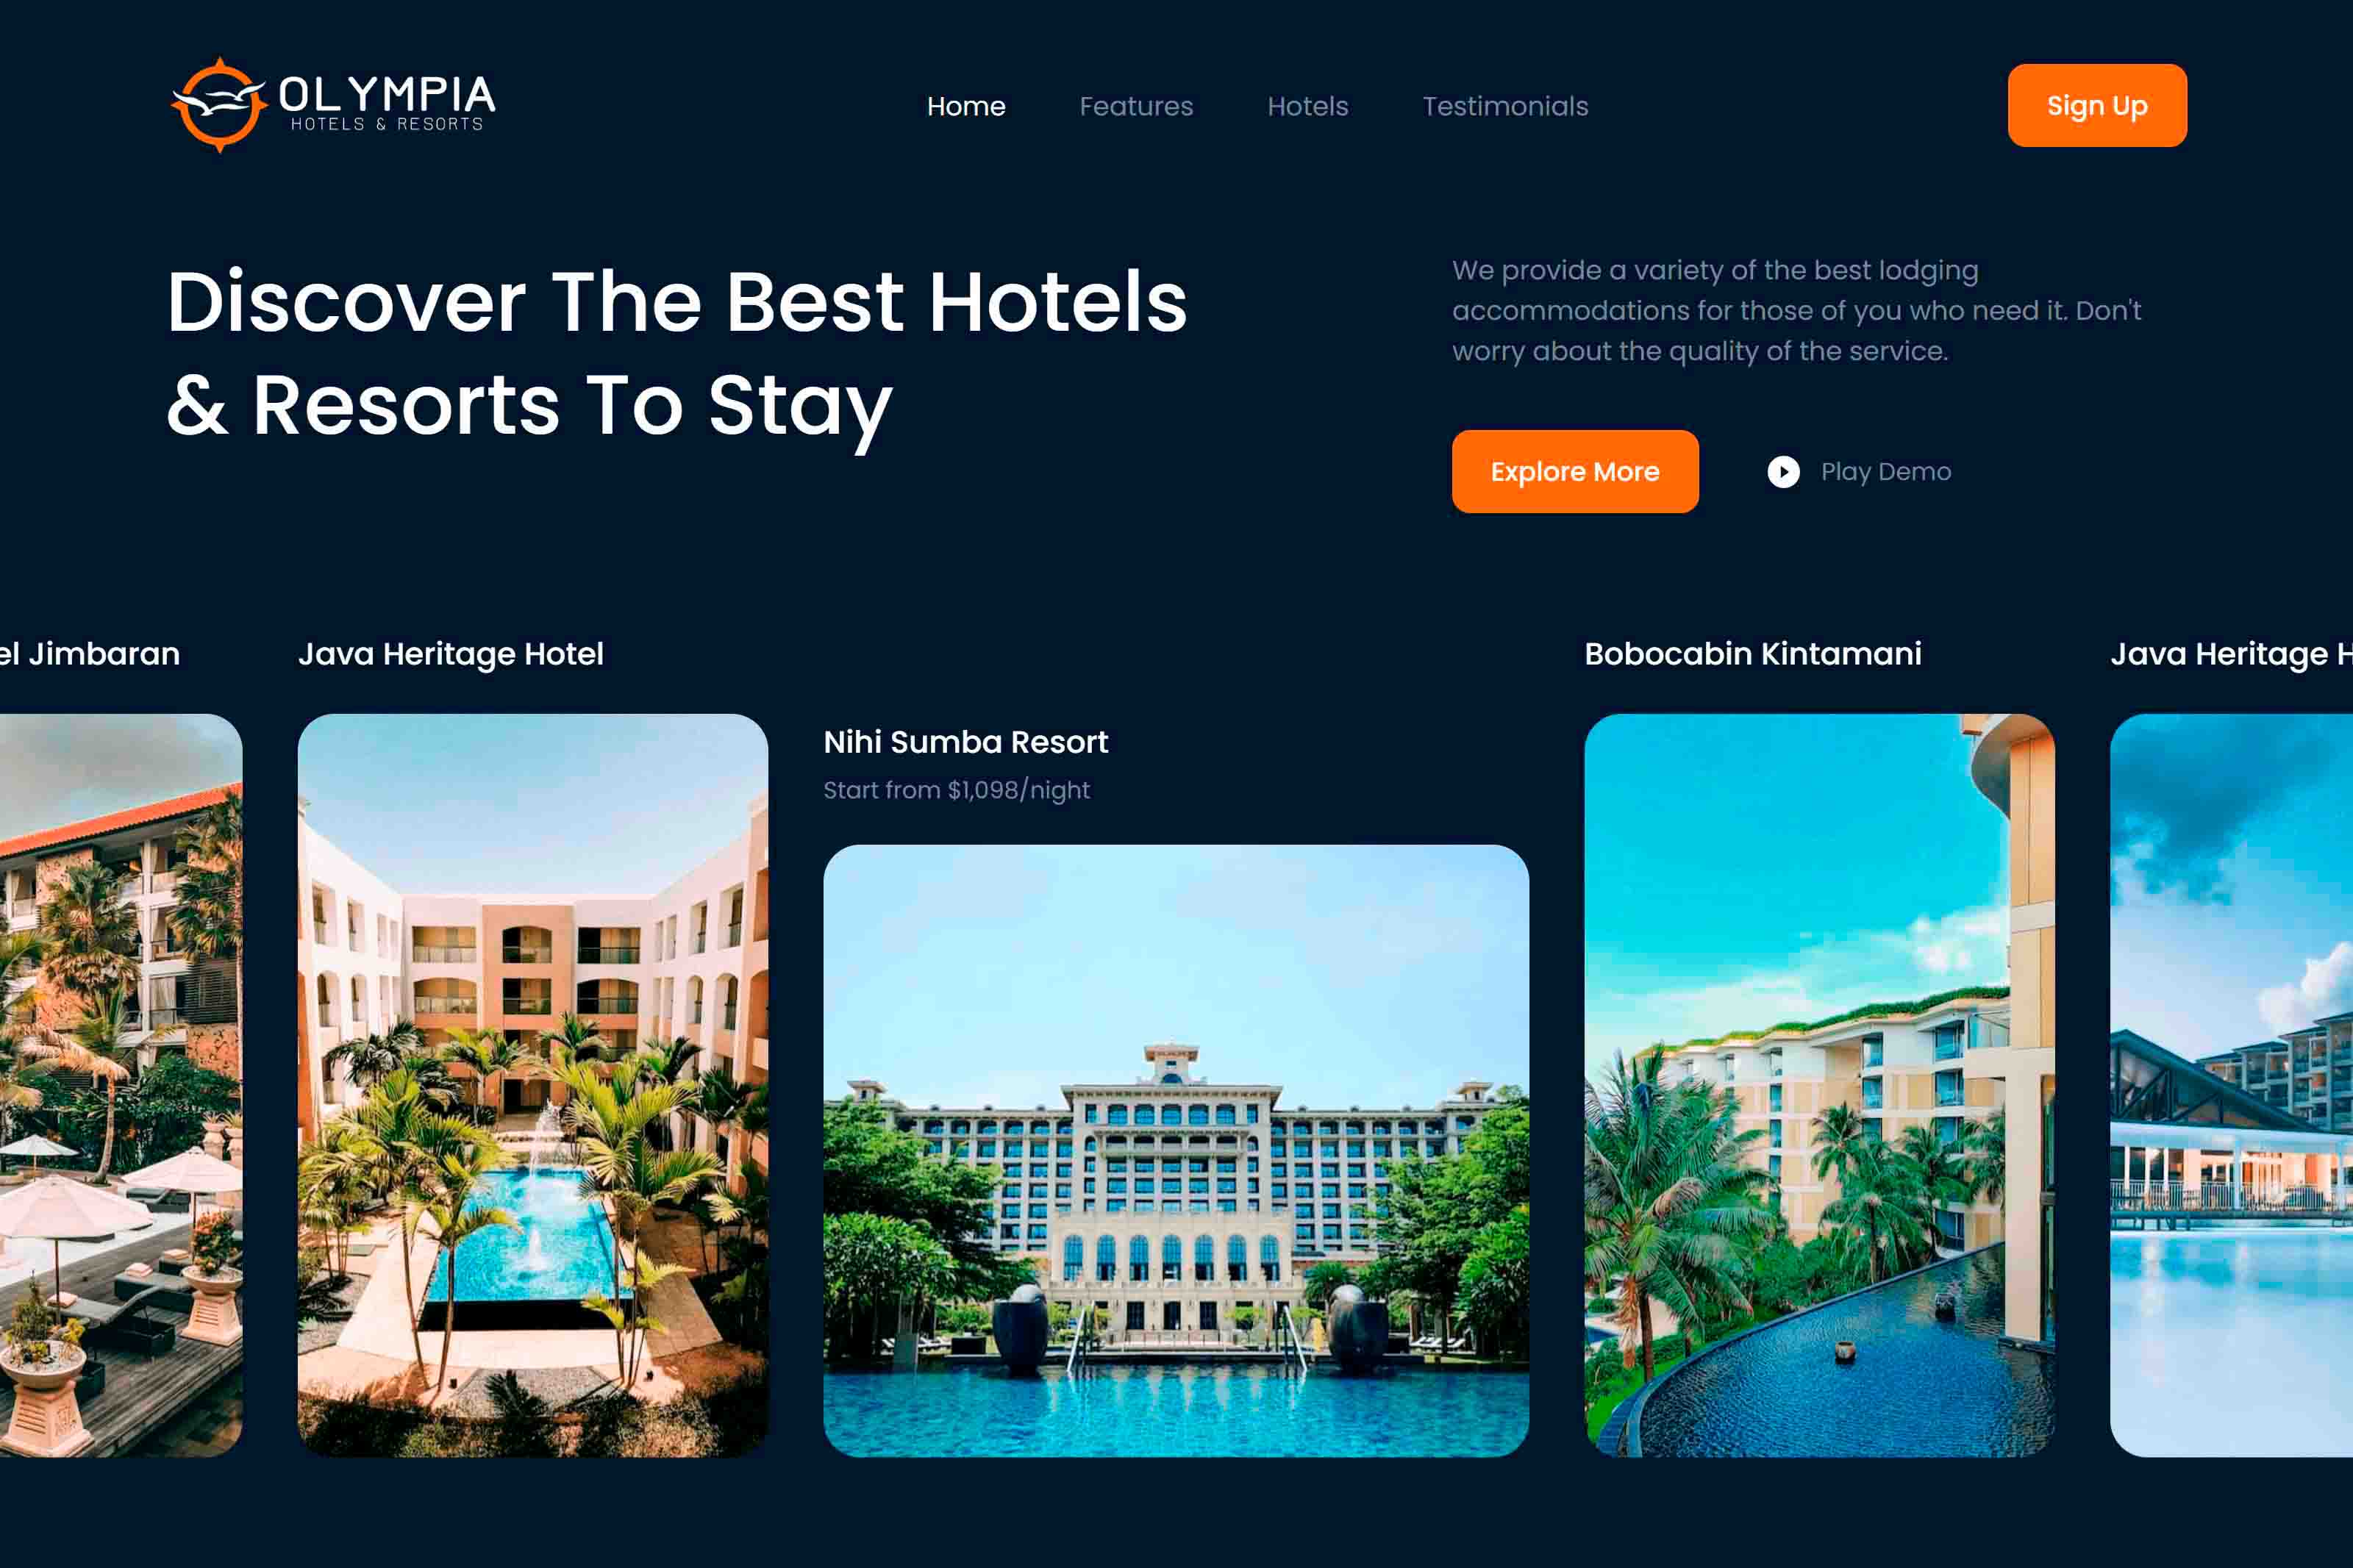 OLYMPIA
HOTELS & RESORTS
Home
Features
Hotels
Testimonials
Sign Up
Discover The Best Hotels
& Resorts To Stay
We provide a variety of the best lodging
accommodations for those of you who need it. Don't
worry about the quality of the service.
Explore More
Play Demo
el Jimbaran
Java Heritage Hotel
Nihi Sumba Resort
Start from $1,098/night
Bobocabin Kintamani
Java Heritage H